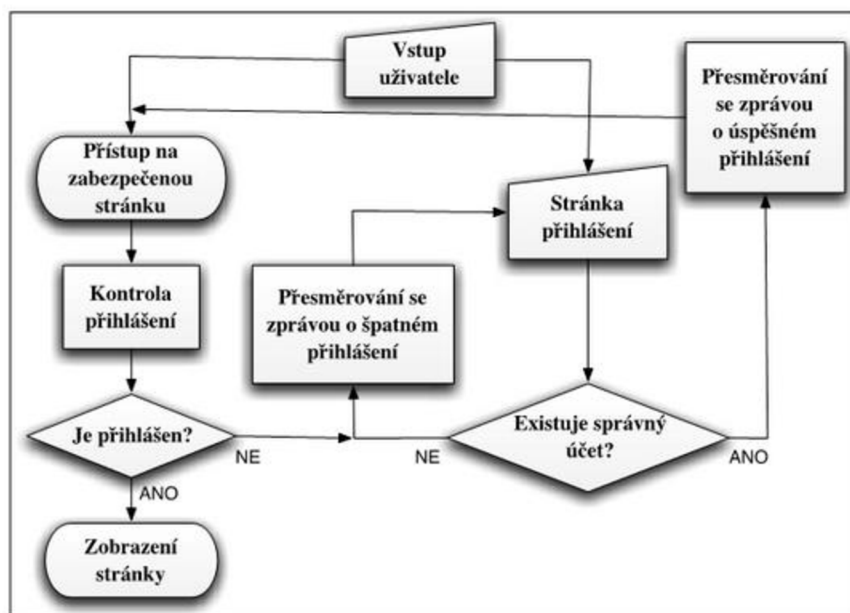 Vstup
uživatele
Přesměrování
se zprávou
o úspěšném
přihlášení
Přístup na
zabezpečenou
stránku
Stránka
přihlášení
Kontrola
přihlášení
Přesměrování se
zprávou o špatném
přihlášení
Je přihlášen?
NE
NE
Existuje správný
účet?
ANO
ANO
Zobrazení
stránky